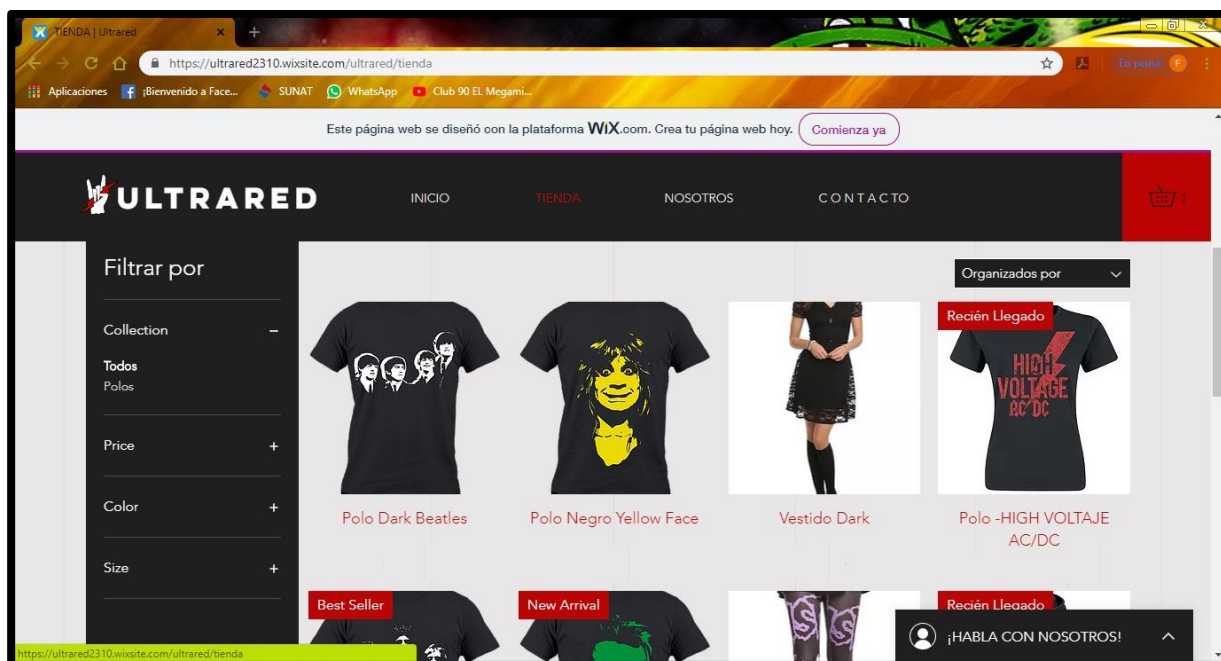 TIENDA | Ultrared
https://ultrared2310.wixsite.com/ultrared/tienda
En pausa F
Aplicaciones ¡Bienvenido a Face... SUNAT WhatsApp Club 90 EL Megami...
Este página web se diseñó con la plataforma WiX.com. Crea tu página web hoy. Comienza ya
ULTRARED INICIO TIENDA NOSOTROS CONTACTO 1
Filtrar por
Organizados por
Collection
Todos
Polos
Price
Color
Size
Recién Llegado
HIGH
VOLTAGE
AC/DC
Polo Dark Beatles
Polo Negro Yellow Face
Vestido Dark
Polo -HIGH VOLTAJE
AC/DC
Best Seller
New Arrival
Recién Llegado
¡HABLA CON NOSOTROS!
https://ultrared2310.wixsite.com/ultrared/tienda